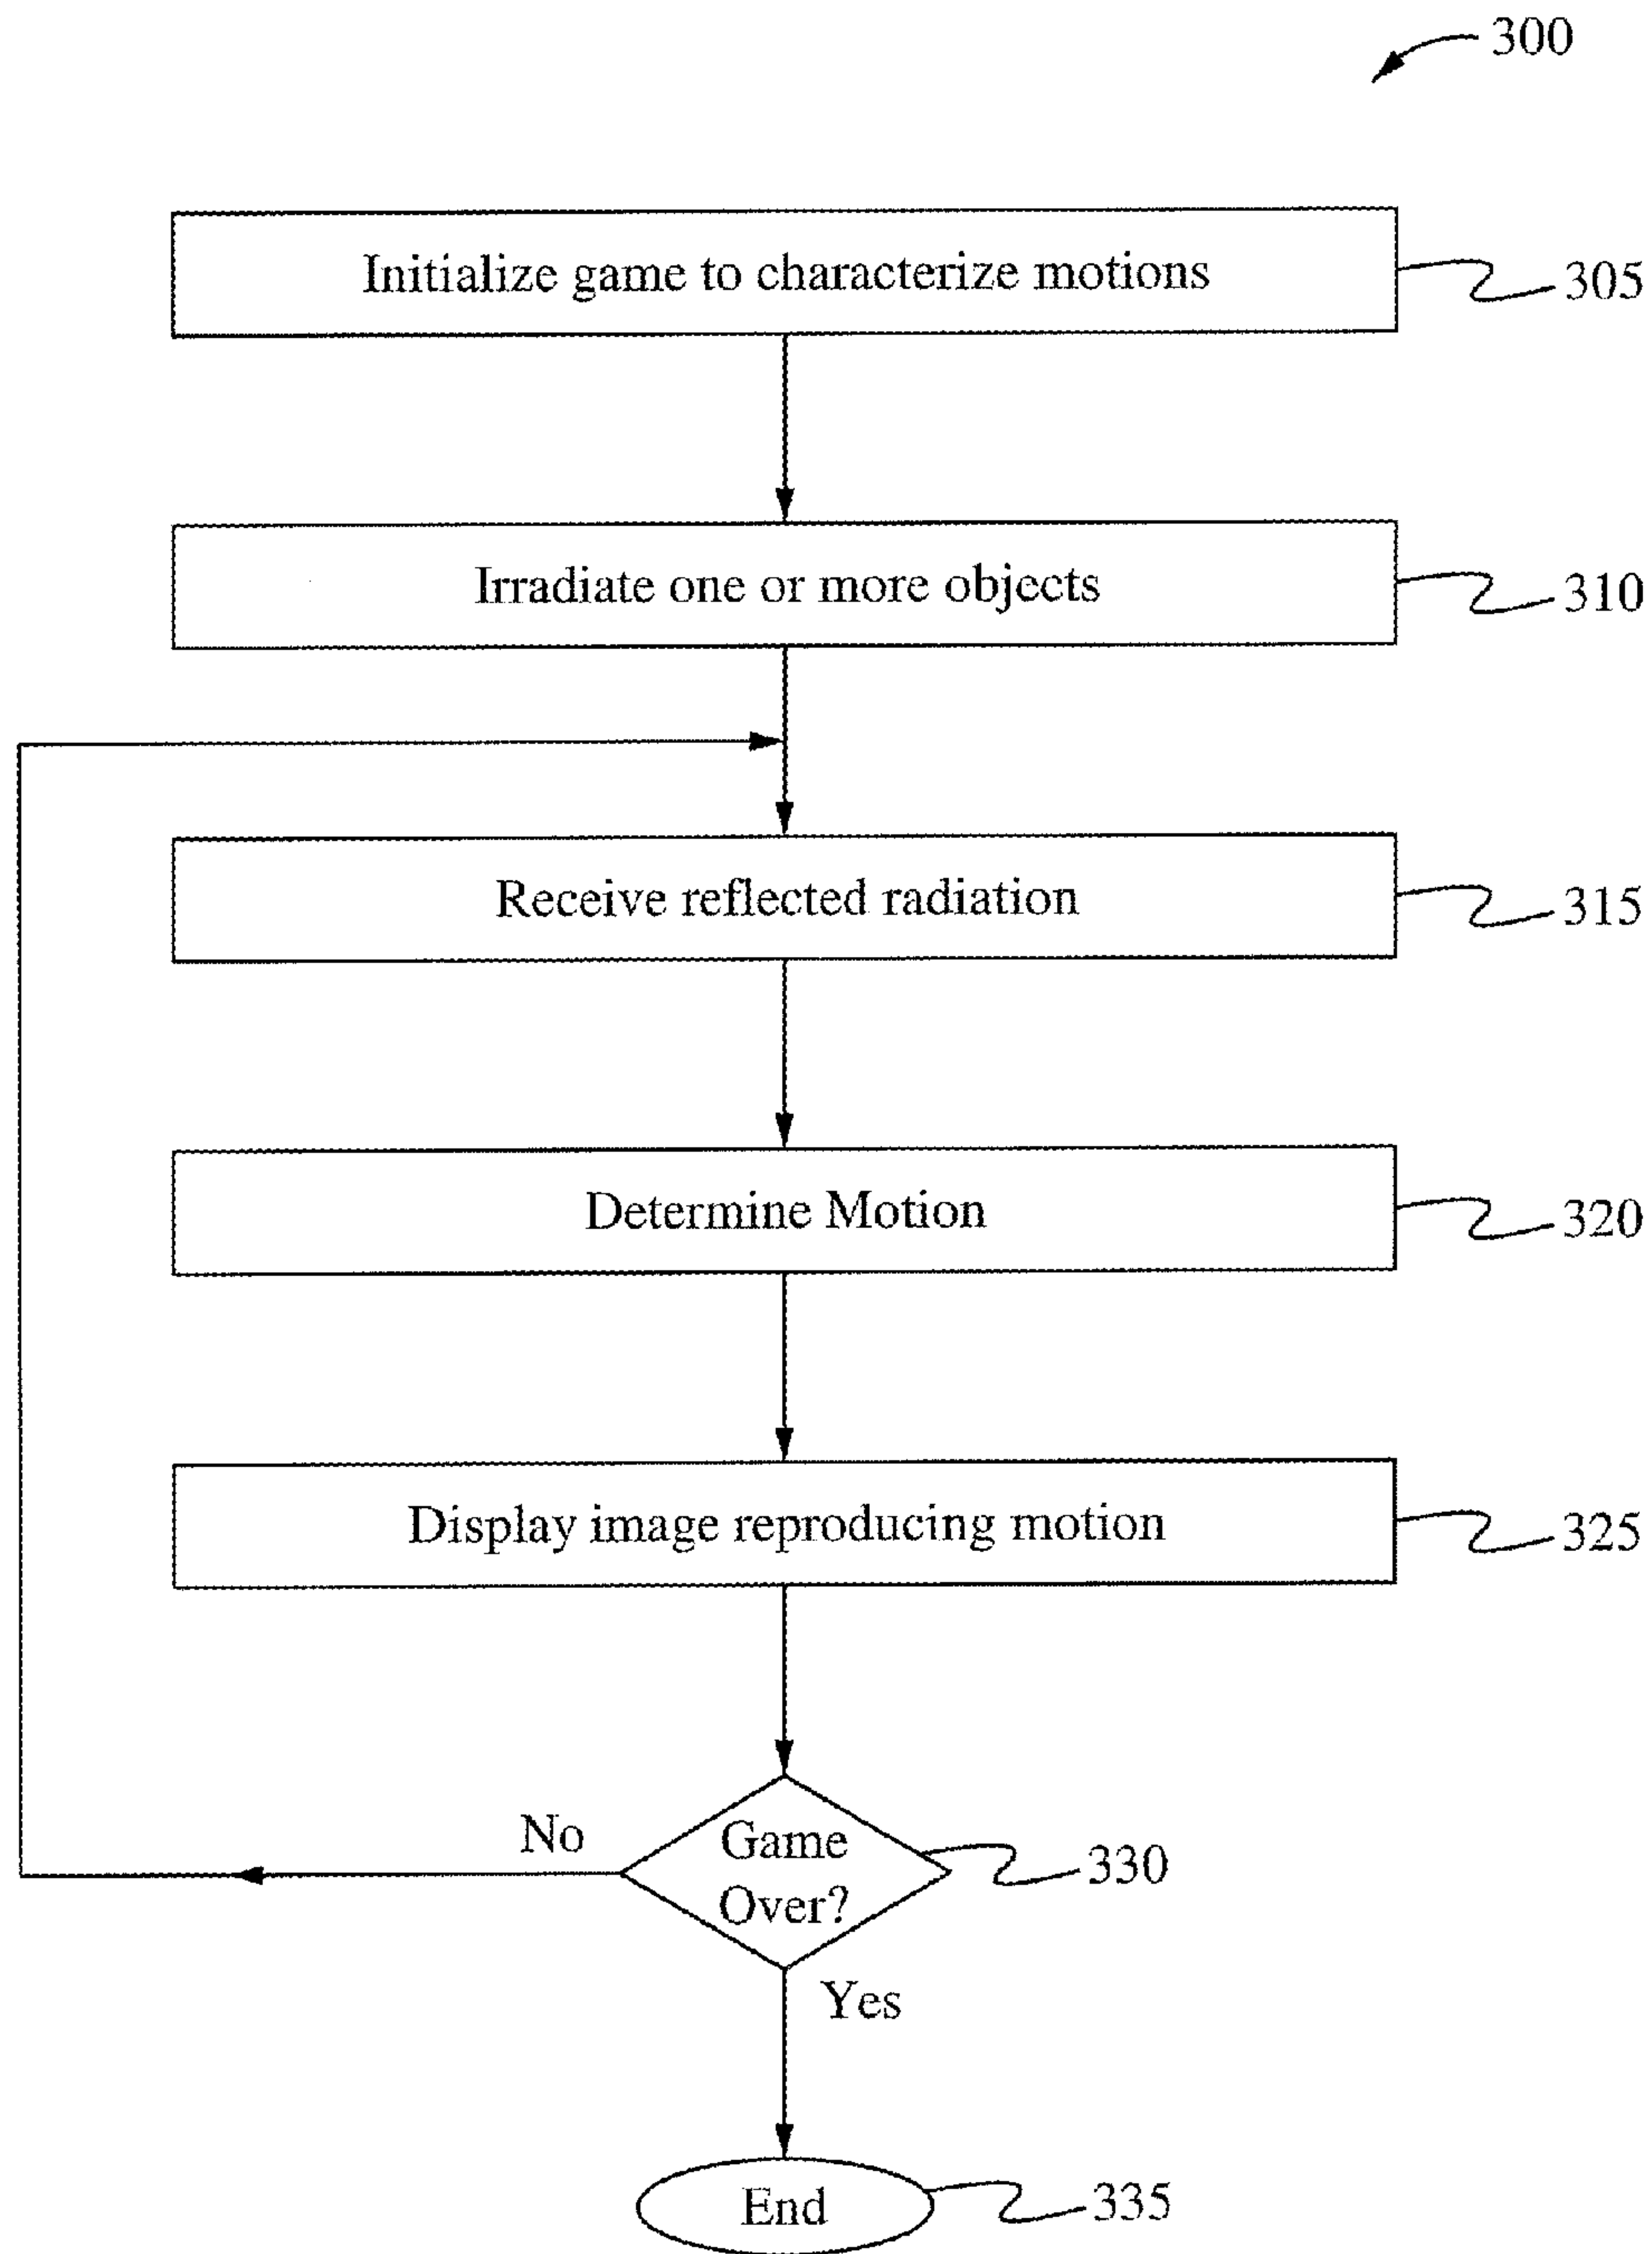 300
Initialize game to characterize motions
305
Irradiate one or more objects
310
Receive reflected radiation
315
Determine Motion
320
Display image reproducing motion
325
No
Game
Over?
330
Yes
End
335